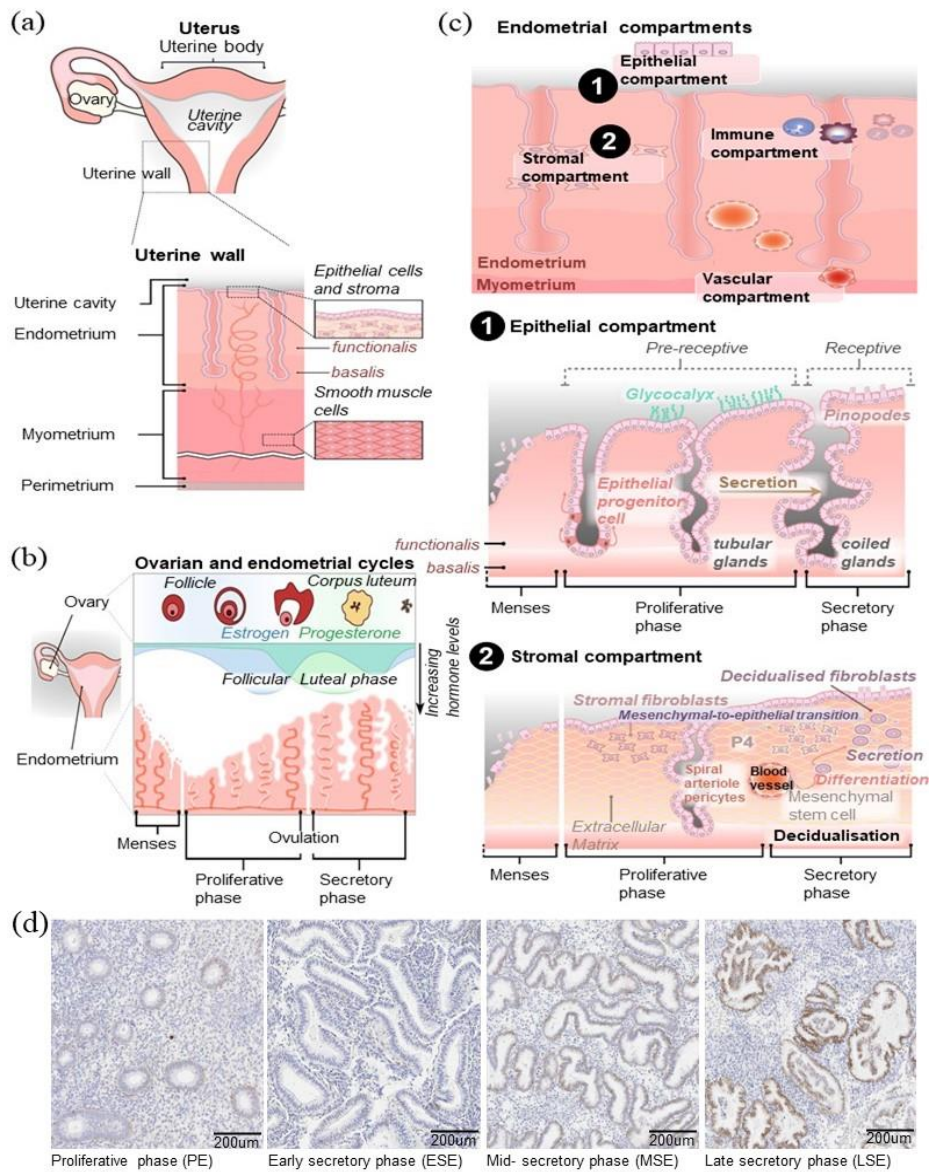 (a)
Uterus
Uterine body
Ovary
Uterine
cavity
Uterine wall
Uterine wall
Epithelial cells
and stroma
Uterine cavity
Endometrium
functionalis
basalis
Smooth muscle
cells
Myometrium
Perimetrium
(b)
Ovarian and endometrial cycles
Ovary
Follicle
Corpus luteum
Estrogen
Progesterone
Follicular
Luteal phase
Increasing
hormone levels
Endometrium
Menses
Ovulation
Proliferative
phase
Secretory
phase
(c)
Endometrial compartments
Epithelial
compartment
1
2
Stromal
compartment
Immune
compartment
Endometrium
Myometrium
Vascular
compartment
1 Epithelial compartment
Pre-receptive
Receptive
Glycocalyx
Pinopodes
Epithelial
progenitor
cell
Secretion
tubular
glands
coiled
glands
functionalis
basalis
Menses
Proliferative
phase
Secretory
phase
2 Stromal compartment
Decidualised fibroblasts
Stromal fibroblasts
Mesenchymal-to-epithelial transition
P4
Secretion
Spiral
arteriole
pericytes
Blood
vessel
Differentiation
Mesenchymal
stem cell
Extracellular
Matrix
Decidualisation
Menses
Proliferative
phase
Secretory
phase
(d)
200um
200um
200um
200um
Proliferative phase (PE)
Early secretory phase (ESE)
Mid- secretory phase (MSE)
Late secretory phase (LSE)